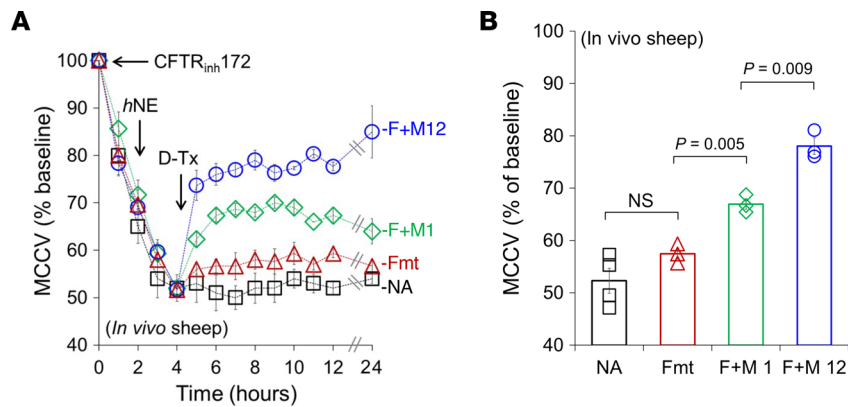 A
MCCV (% baseline)
100
90
80
70
60
50
40
CFTRinh172
hNE
D-Tx
-F+M12
-F+M1
-Fmt
-NA
(In vivo sheep)
0
2
4
6
8
10
12
24
Time (hours)
B
MCCV (% of baseline)
100
90
80
70
60
50
40
(In vivo sheep)
P = 0.009
P = 0.005
NS
NA
Fmt
F+M 1
F+M 12